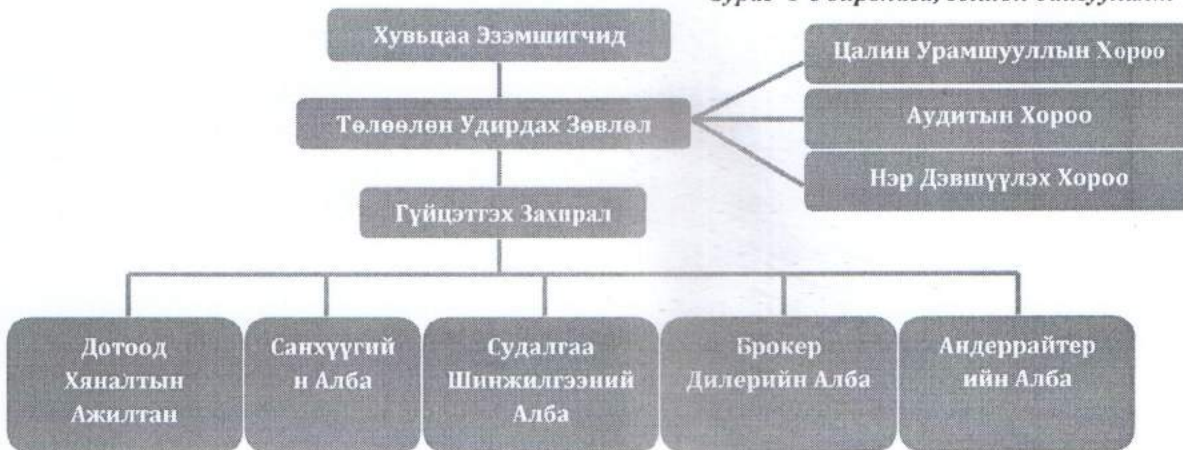 Хувьцаа Эзэмшигчид
Цалин Урамшууллын Хороо
Төлөөлөн Удирдах Зөвлөл
Аудитын Хороо
Нэр Дэвшүүлэх Хороо
Гүйцэтгэх Захирал
Дотоод
Хяналтын
Ажилтан
Санхүүгий
н Алба
Судалгаа
Шинжилгээний
Алба
Брокер
Дилерийн Алба
Андеррайтер
ийн Алба